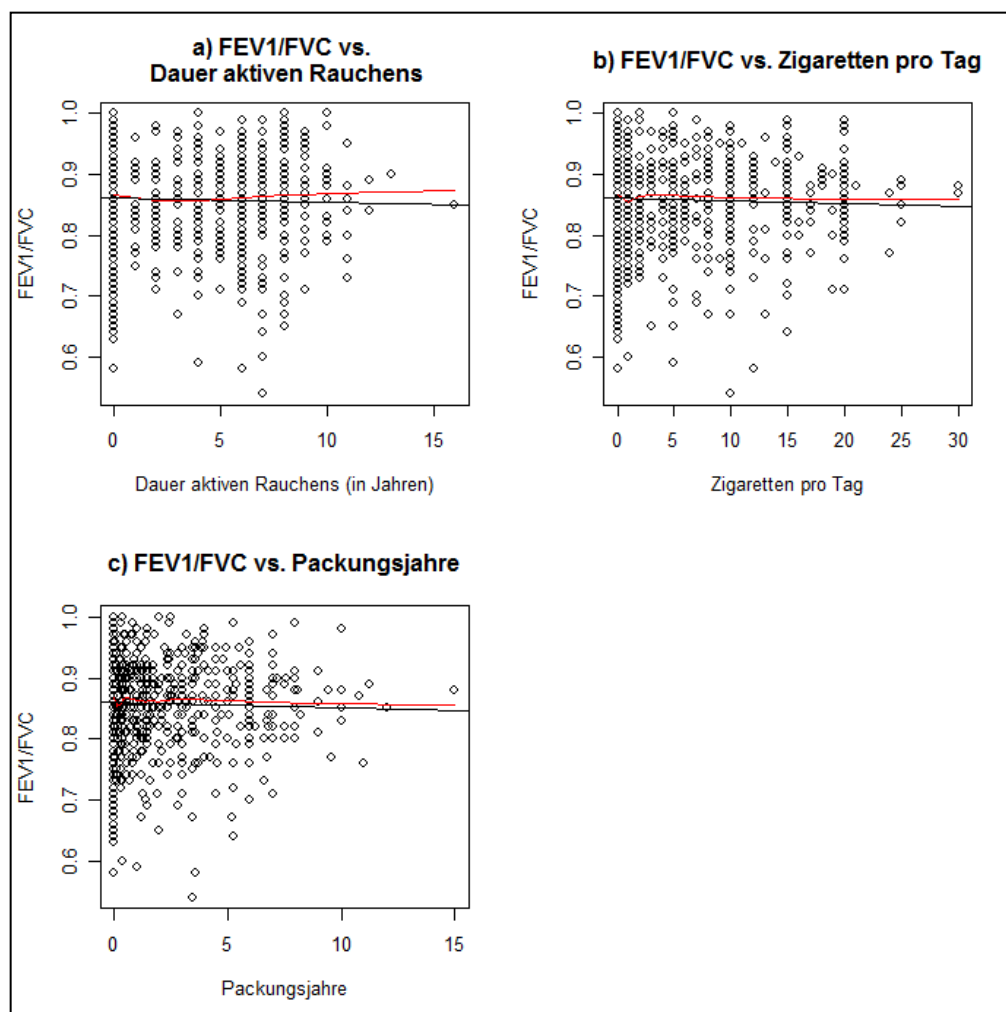 a) FEV1/FVC vs.
Dauer aktiven Rauchens
FEV1/FVC
1.0
0.9
0.8
0.7
0.6
0 5 10 15
Dauer aktiven Rauchens (in Jahren)
b) FEV1/FVC vs. Zigaretten pro Tag
FEV1/FVC
1.0
0.9
0.8
0.7
0.6
0 5 10 15 20 25 30
Zigaretten pro Tag
c) FEV1/FVC vs. Packungsjahre
FEV1/FVC
1.0
0.9
0.8
0.7
0.6
0 5 10 15
Packungsjahre